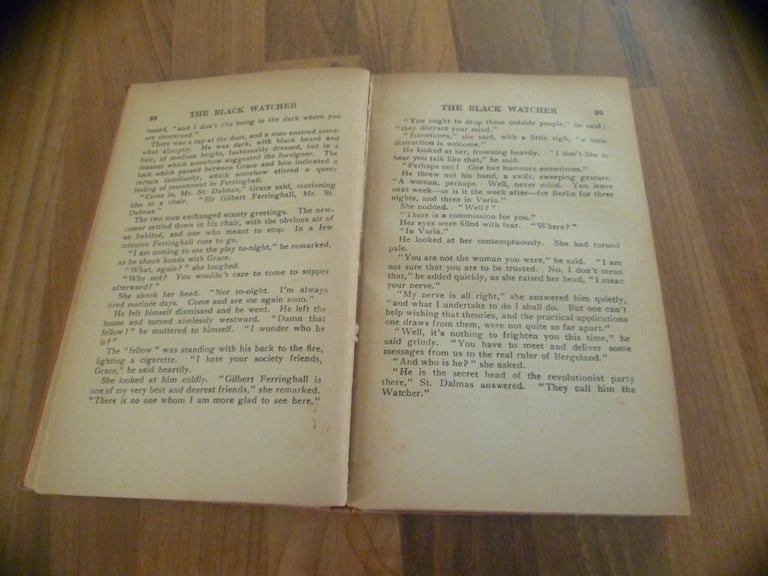 98 THE BLACK WATCHER
teased, "and I don't like being in the dark where you
are concerned."
There was a tap at the door, and a man entered some-
what abruptly. He was dark, with black beard and
hair, of medium height, fashionably dressed, but in a
manner which somehow suggested the foreigner. The
look which passed between Grace and him indicated a
certain familiarity, which somehow stirred a queer
feeling of resentment in Ferringhall.
"Come in, Mr. St. Dalmas," Grace said, motioning
him to a chair. "Sir Gilbert Ferringhall, Mr. St.
Dalmas."
The two men exchanged scanty greetings. The new-
comer settled down in his chair, with the obvious air of
an habitué, and one who meant to stop. In a few
minutes Ferringhall rose to go.
"I am coming to see the play to-night," he remarked,
as he shook hands with Grace.
"What, again?" she laughed.
"Why not? You wouldn't care to come to supper
afterward?"
She shook her head. "Not to-night. I'm always
tired matinée days. Come and see me again soon."
He felt himself dismissed and he went. He left the
house and turned aimlessly westward. "Damn that
fellow!" he muttered to himself. "I wonder who he
is?"
The "fellow" was standing with his back to the fire,
lighting a cigarette. "I hate your society friends,
Grace," he said heartily.
She looked at him coldly. "Gilbert Ferringhall is
one of my very best and dearest friends," she remarked.
"There is no one whom I am more glad to see here."
THE BLACK WATCHER 99
"You ought to drop these outside people," he said;
"they distract your mind."
"Sometimes," she said, with a little sigh, "a little
distraction is welcome."
He looked at her, frowning heavily. "I don't like to
hear you talk like that," he said.
"Perhaps not! One has humours sometimes."
He threw out his hand, a swift, sweeping gesture.
"A woman, perhaps. Well, never mind. You leave
next week—or is it the week after—for Berlin for three
nights, and three in Varia."
She nodded. "Well?"
"There is a commission for you."
Her eyes were filled with fear. "Where?"
"In Varia."
He looked at her contemptuously. She had turned
pale.
"You are not the woman you were," he said. "I am
not sure that you are to be trusted. No, I don't mean
that," he added quickly, as she raised her head, "I mean
your nerve."
"My nerve is all right," she answered him quietly,
"and what I undertake to do I shall do. But one can't
help wishing that theories, and the practical applications
one draws from them, were not quite so far apart."
"Well, it's nothing to frighten you this time," he
said grimly. "You have to meet and deliver some
messages from us to the real ruler of Bergeland."
"And who is he?" she asked.
"He is the secret head of the revolutionist party
there," St. Dalmas answered. "They call him the
Watcher."